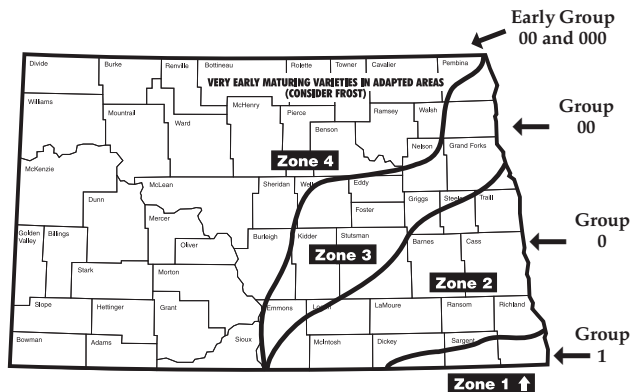 Early Group
00 and 000
Divide
Burke
Renville
Bottineau
Rolette
Towner
Cavalier
Pembina
VERY EARLY MATURING VARIETIES IN ADAPTED AREAS
(CONSIDER FROST)
Williams
Mountrail
Ward
McHenry
Pierce
Benson
Ramsey
Walsh
Group
00
Nelson
Grand Forks
Zone 4
McKenzie
McLean
Sheridan
Eddy
Dunn
Mercer
Foster
Griggs
Traill
Golden
Valley
Billings
Oliver
Burleigh
Kidder
Stutsman
Barnes
Cass
Group
0
Zone 3
Stark
Morton
Zone 2
Slope
Hettinger
Grant
Emmons
LaMoure
Ransom
Richland
Bowman
Adams
Sioux
McIntosh
Dickey
Sargent
Group
1
Zone 1